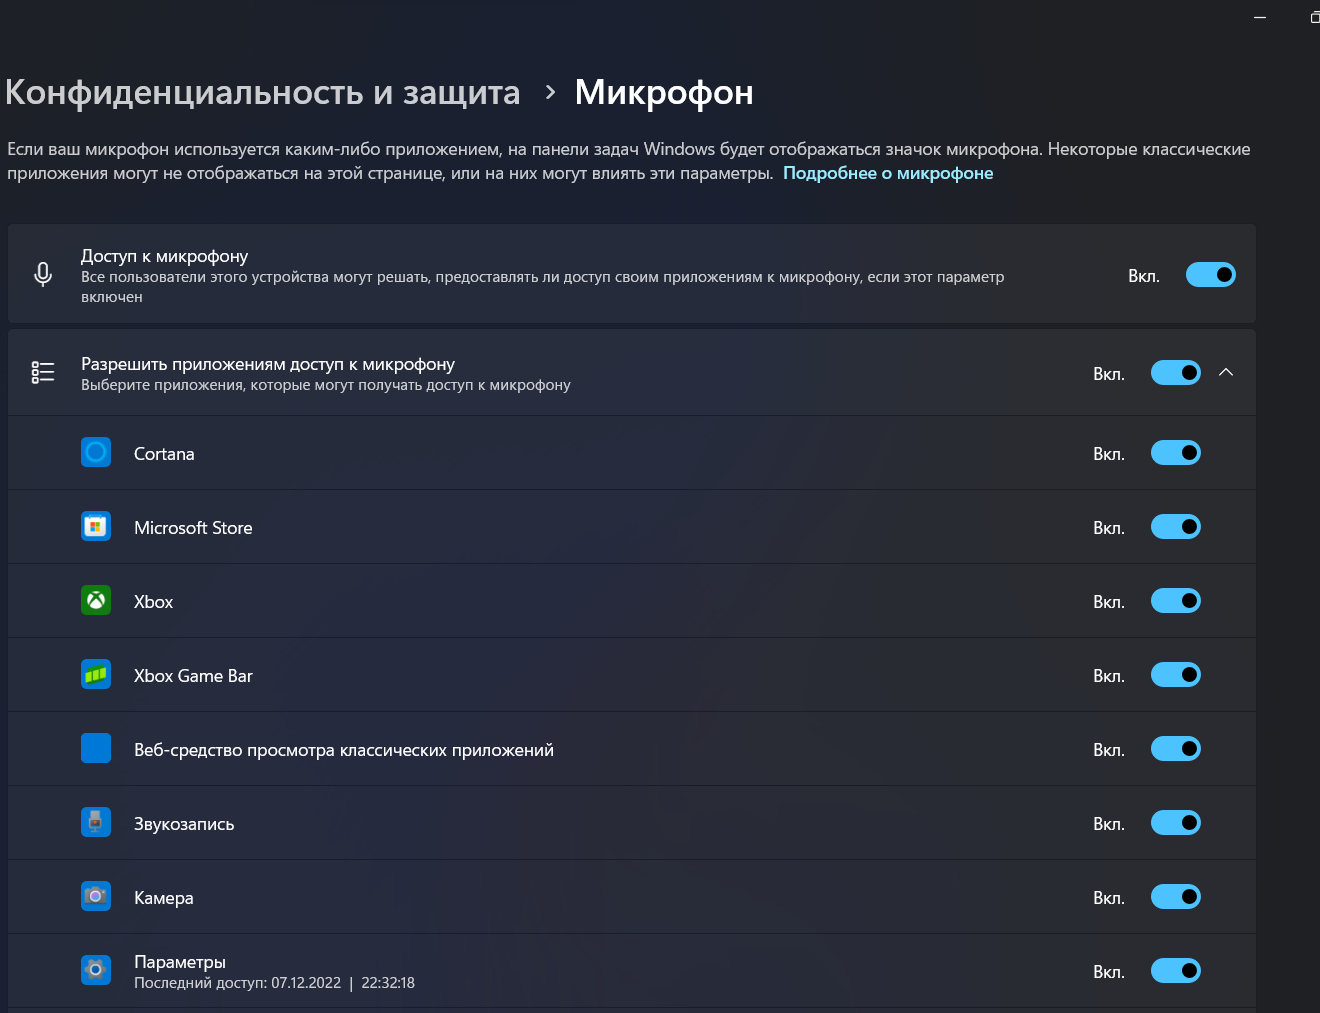 Конфиденциальность и защита › Микрофон
Если ваш микрофон используется каким-либо приложением, на панели задач Windows будет отображаться значок микрофона. Некоторые классические
приложения могут не отображаться на этой странице, или на них могут влиять эти параметры. Подробнее о микрофоне
Доступ к микрофону
Все пользователи этого устройства могут решать, предоставлять ли доступ своим приложениям к микрофону, если этот параметр
включен
Вкл.
Разрешить приложениям доступ к микрофону
Выберите приложения, которые могут получать доступ к микрофону
Вкл.
Cortana
Вкл.
Microsoft Store
Вкл.
Xbox
Вкл.
Xbox Game Bar
Вкл.
Веб-средство просмотра классических приложений
Вкл.
Звукозапись
Вкл.
Камера
Вкл.
Параметры
Последний доступ: 07.12.2022 | 22:32:18
Вкл.